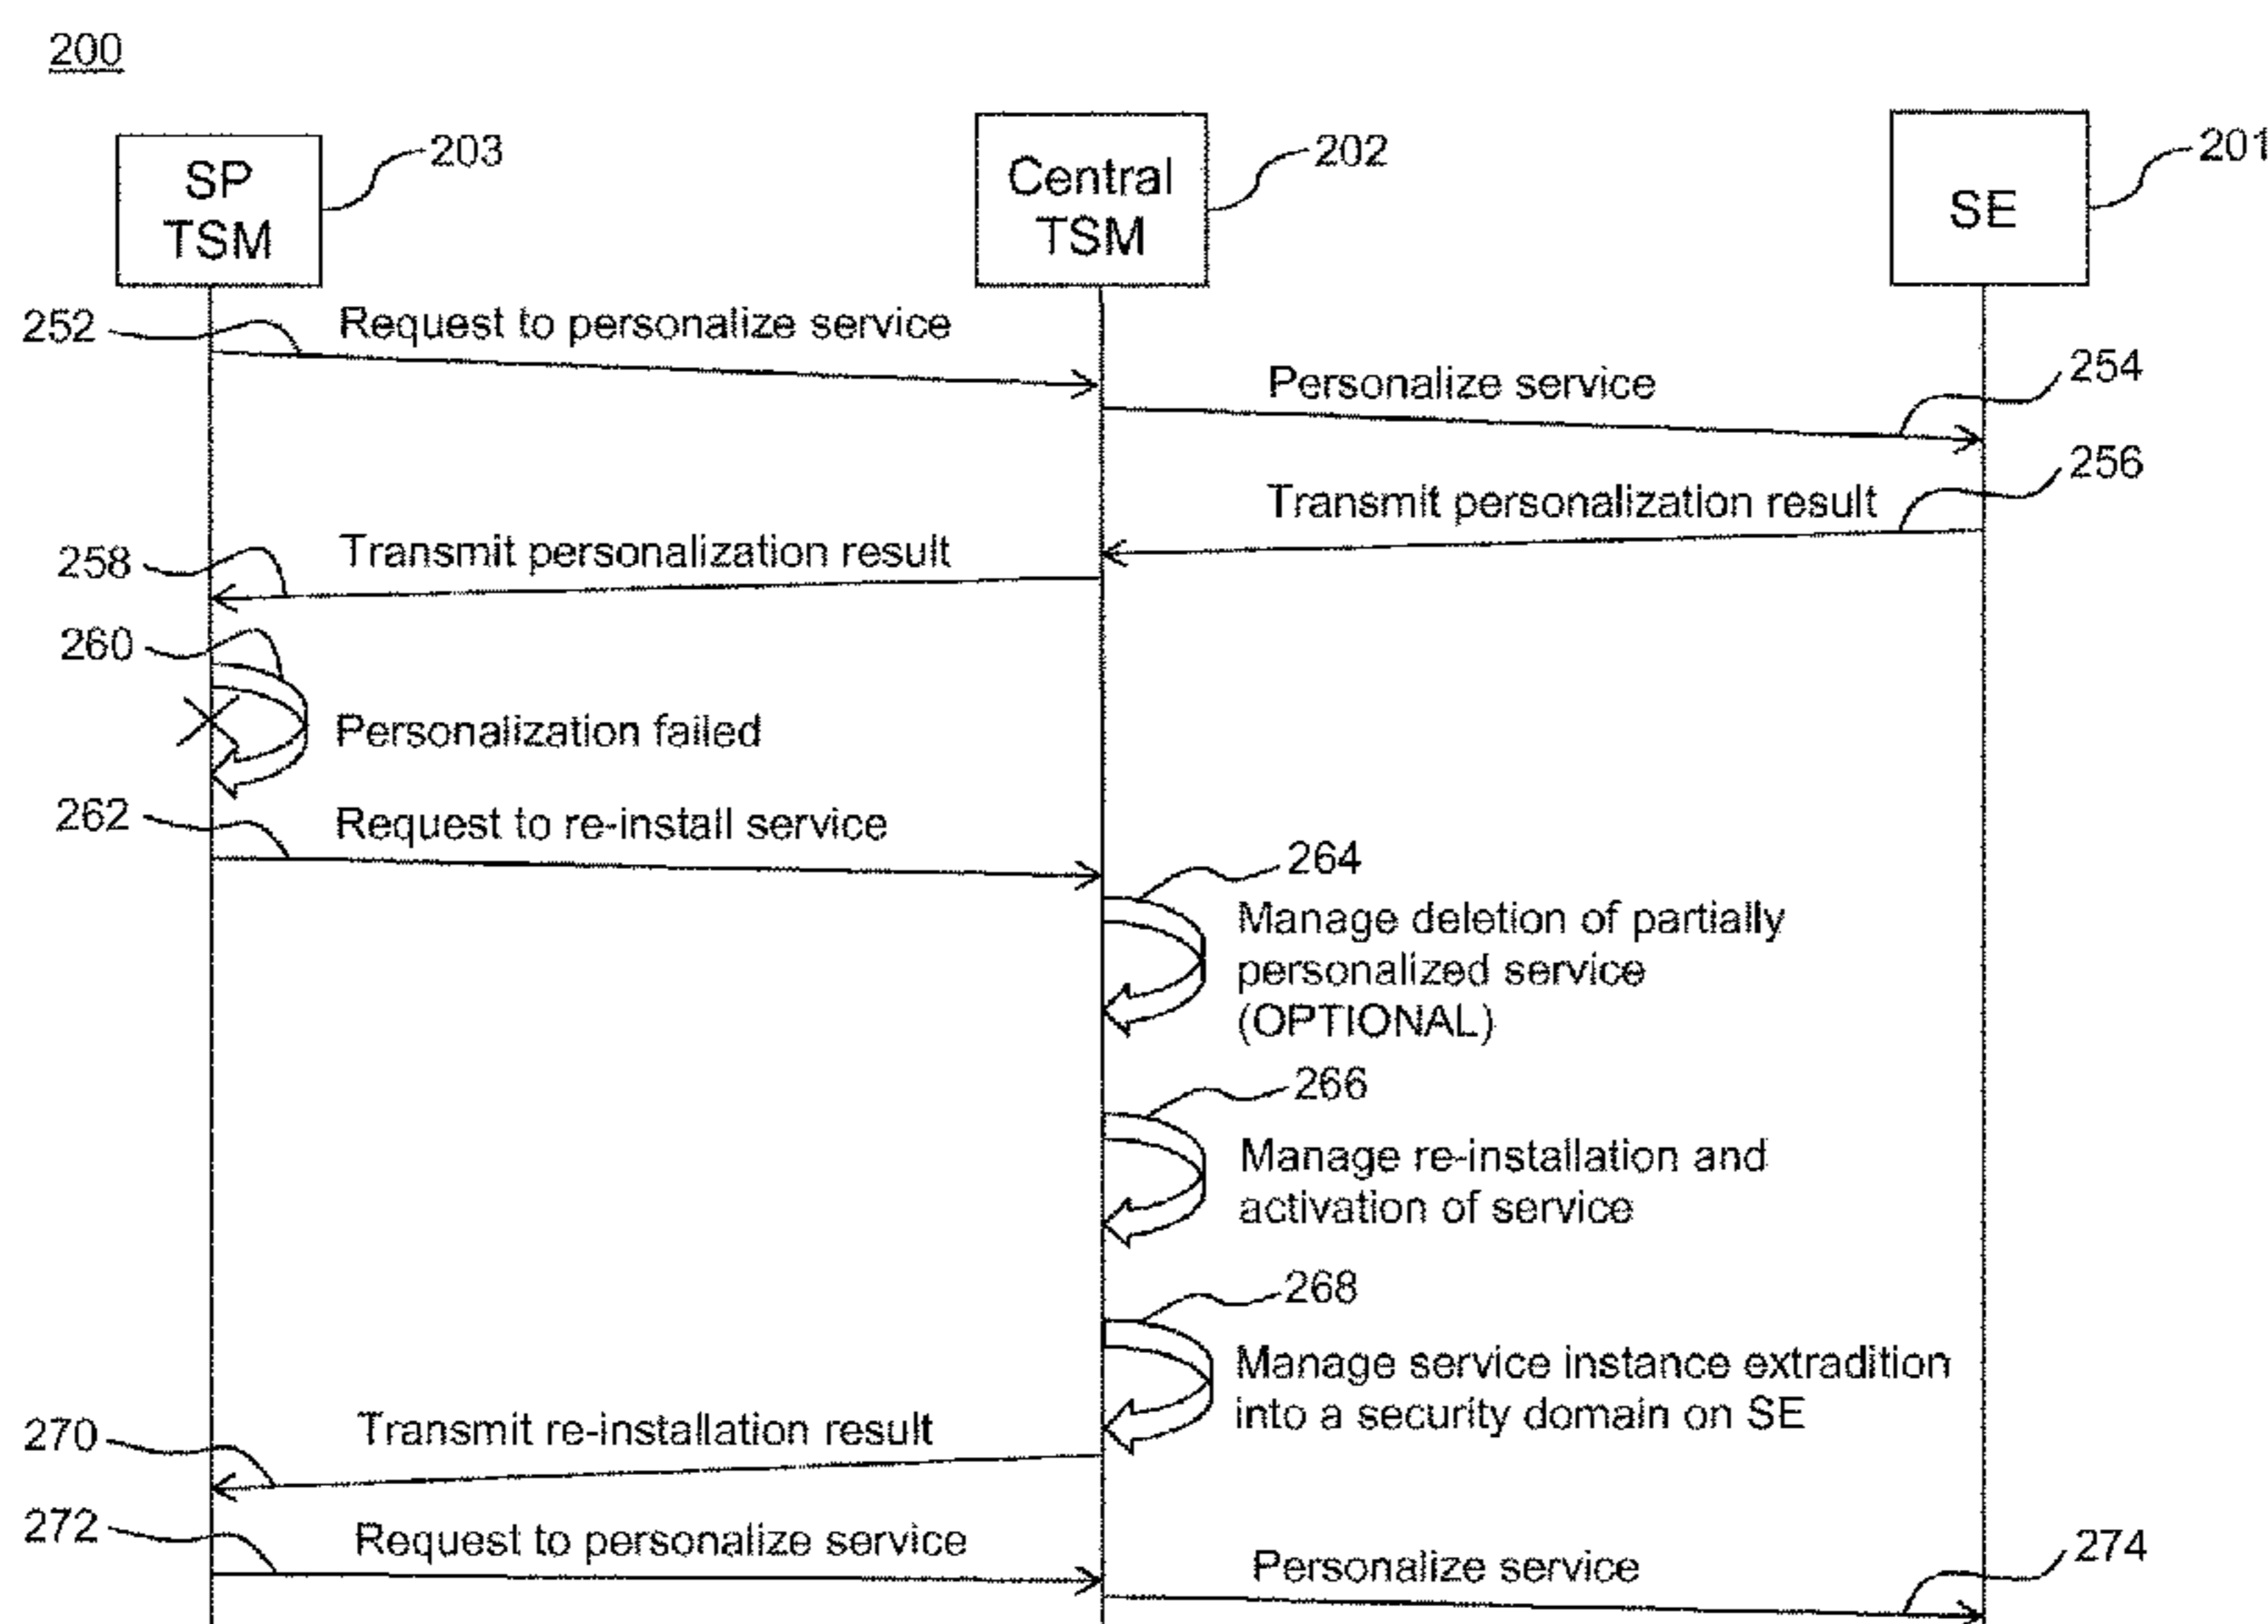 200
SP
TSM
203
Central
TSM
202
SE
201
252
Request to personalize service
Personalize service
254
256
Transmit personalization result
258
Transmit personalization result
260
Personalization failed
262
Request to re-install service
264
Manage deletion of partially
personalized service
(OPTIONAL)
266
Manage re-installation and
activation of service
268
Manage service instance extradition
into a security domain on SE
270
Transmit re-installation result
272
Request to personalize service
Personalize service
274